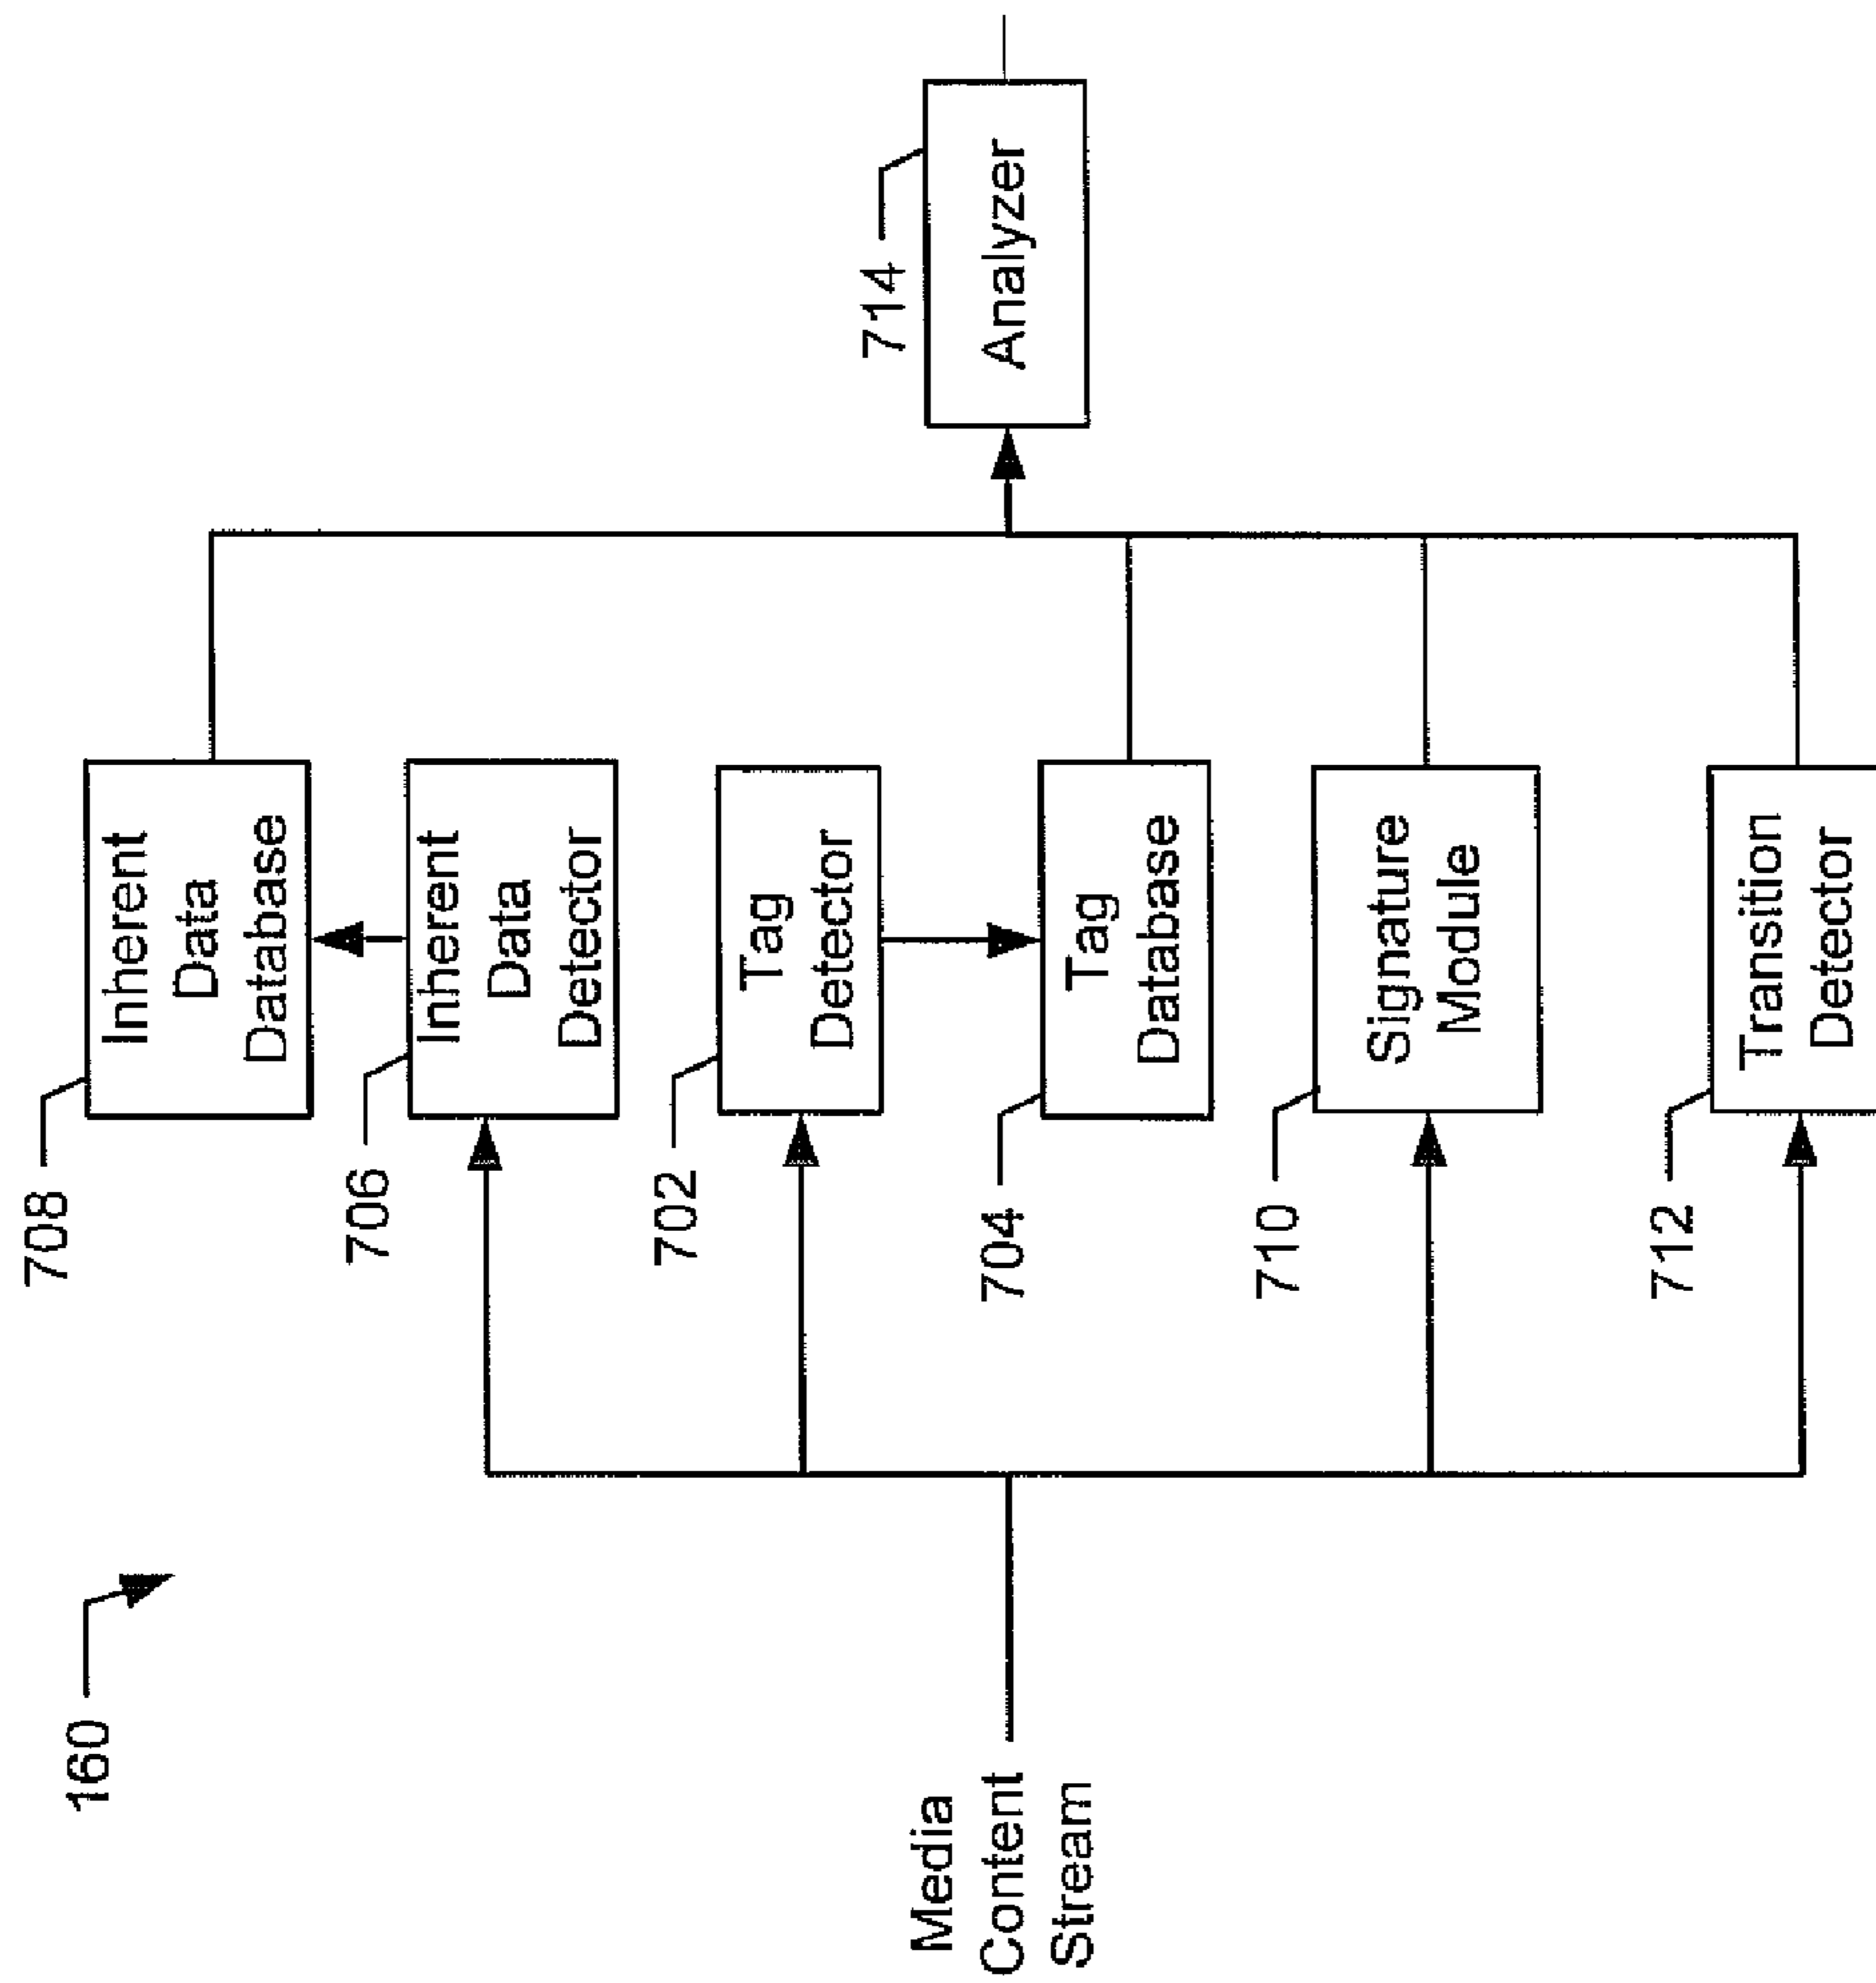 160
Media
Content
Stream
708
Inherent
Data
Database
706
Inherent
Data
Detector
702
Tag
Detector
704
Tag
Database
710
Signature
Module
712
Transition
Detector
714
Analyzer